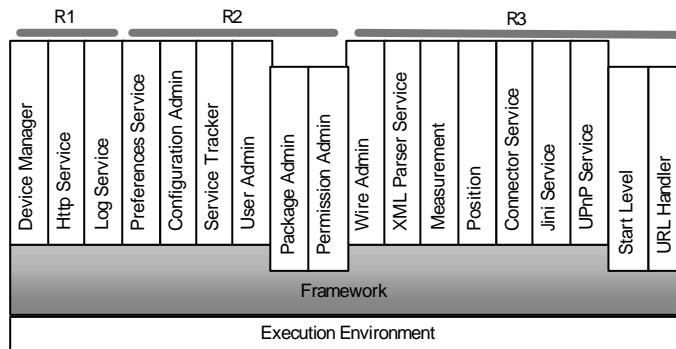 R1
R2
R3
Device Manager
Http Service
Log Service
Preferences Service
Configuration Admin
Service Tracker
User Admin
Package Admin
Permission Admin
Wire Admin
XML Parser Service
Measurement
Position
Connector Service
Jini Service
UPnP Service
Start Level
URL Handler
Framework
Execution Environment